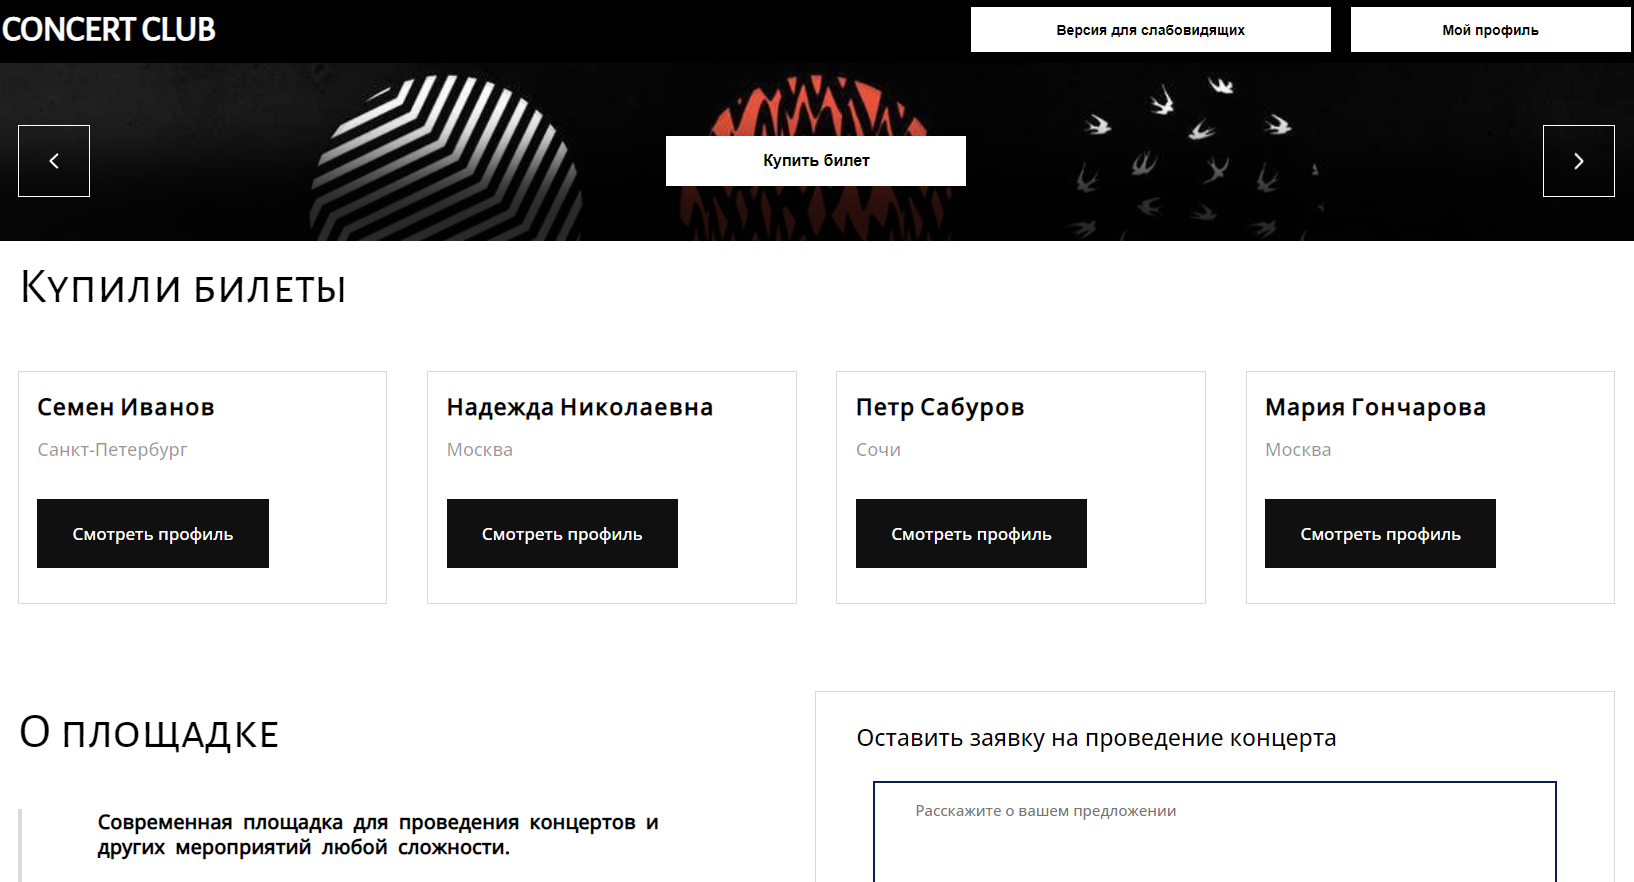 CONCERT CLUB
Версия для слабовидящих
Мой профиль
Купить билет
Купили билеты
Семен Иванов
Санкт-Петербург
Смотреть профиль
Надежда Николаевна
Москва
Смотреть профиль
Петр Сабуров
Сочи
Смотреть профиль
Мария Гончарова
Москва
Смотреть профиль
О площадке
Современная площадка для проведения концертов и
других мероприятий любой сложности.
Оставить заявку на проведение концерта
Расскажите о вашем предложении